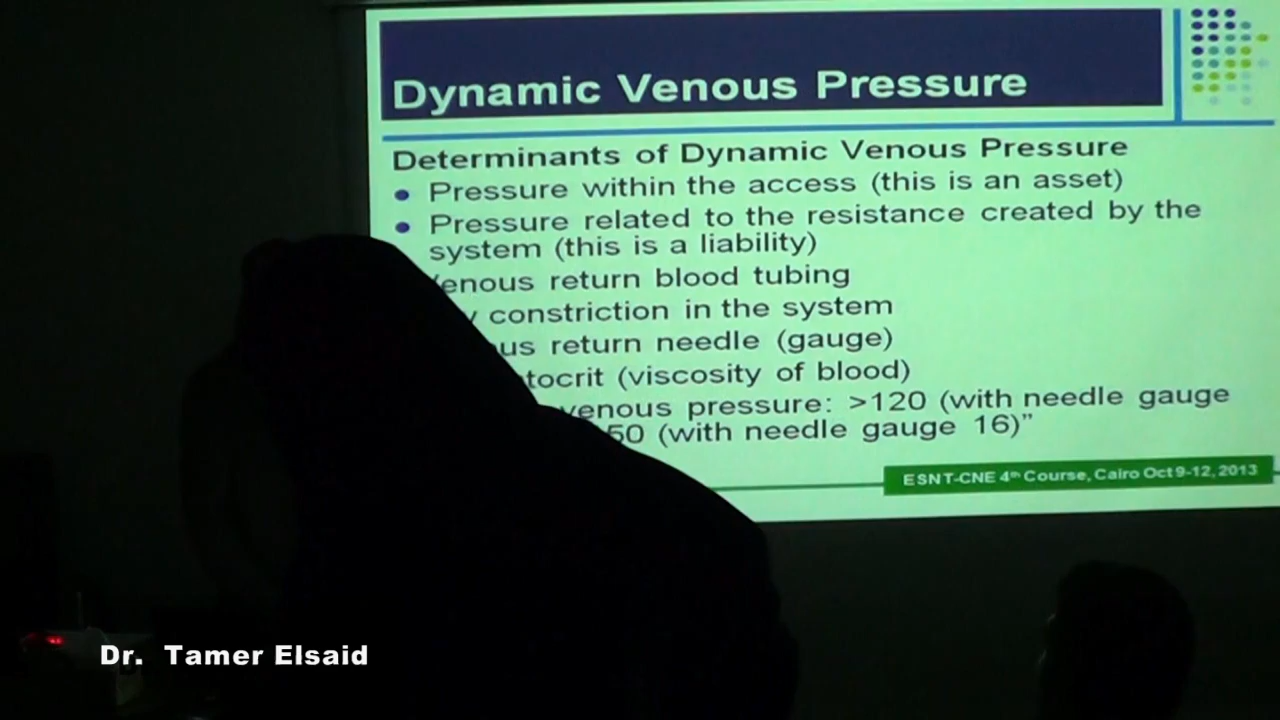 Dynamic Venous Pressure
Determinants of Dynamic Venous Pressure
Pressure within the access (this is an asset)
Pressure related to the resistance created by the
system (this is a liability)
enous return blood tubing
constriction in the system
us return needle (gauge)
tocrit (viscosity of blood)
venous pressure: >120 (with needle gauge
50 (with needle gauge 16)”
ESNT-CNE 4th Course, Cairo Oct 9-12, 2013
Dr. Tamer Elsaid